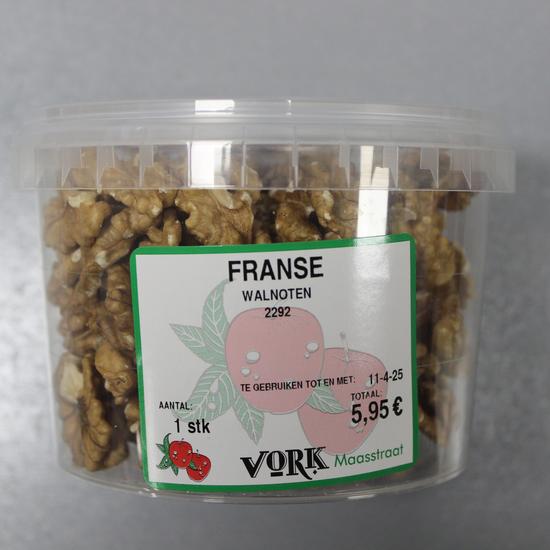 FRANSE
WALNOTEN
2292
TE GEBRUIKEN TOT EN MET: 11-4-25
AANTAL: TOTAAL:
1 stk 5,95 €
VORK Maasstraat